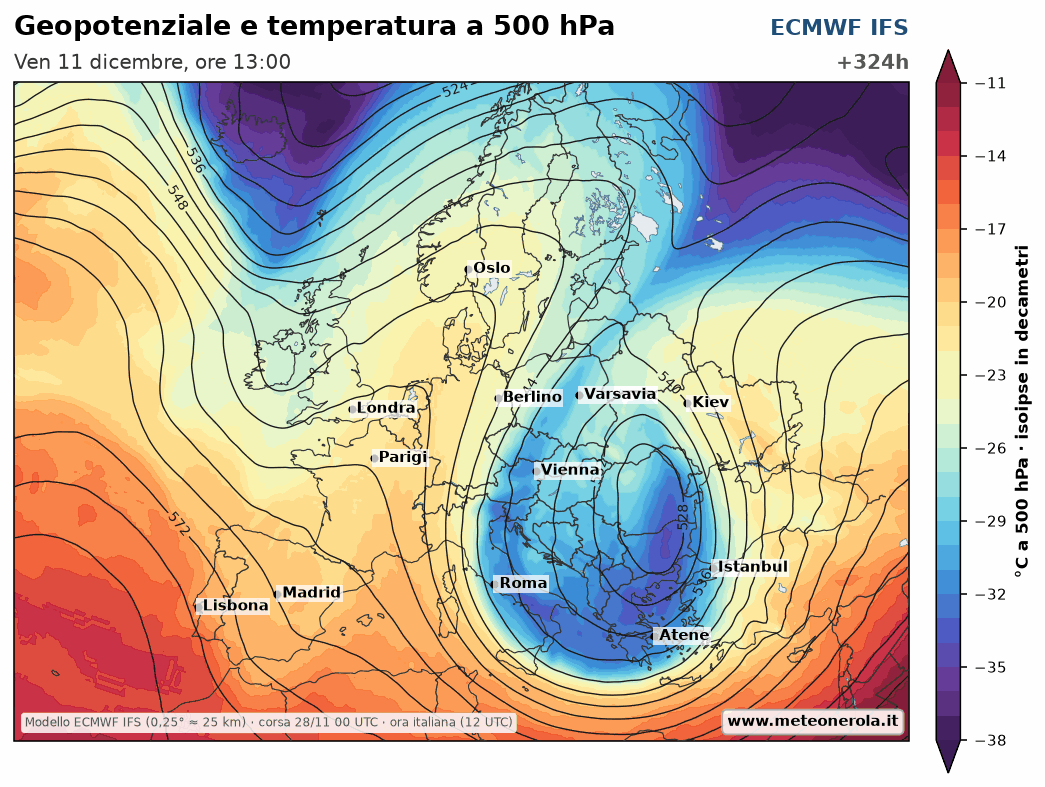 Geopotenziale e temperatura a 500 hPa
ECMWF IFS
Ven 11 dicembre, ore 13:00
+324h
524
536
548
Oslo
Berlino
Varsavia
540
Kiev
Londra
Parigi
Vienna
572
528
Istanbul
Roma
536
Madrid
Lisbona
Atene
Modello ECMWF IFS (0,25° ≈ 25 km) · corsa 28/11 00 UTC · ora italiana (12 UTC)
www.meteonerola.it
−11
−14
−17
−20
−23
−26
−29
−32
−35
−38
°C a 500 hPa · isoipse in decametri